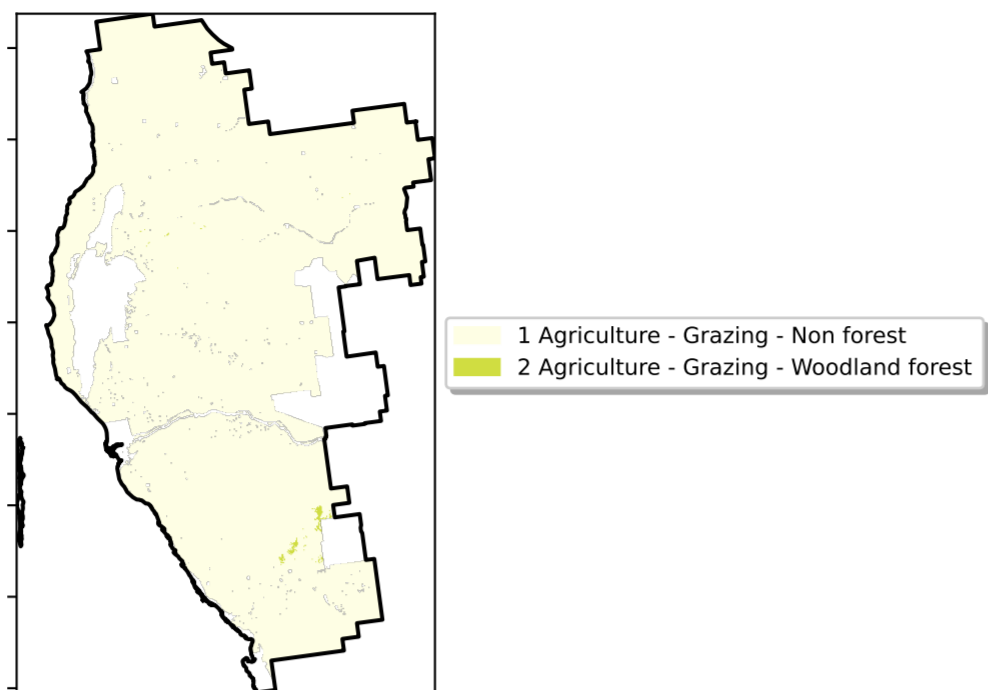 1 Agriculture - Grazing - Non forest
2 Agriculture - Grazing - Woodland forest